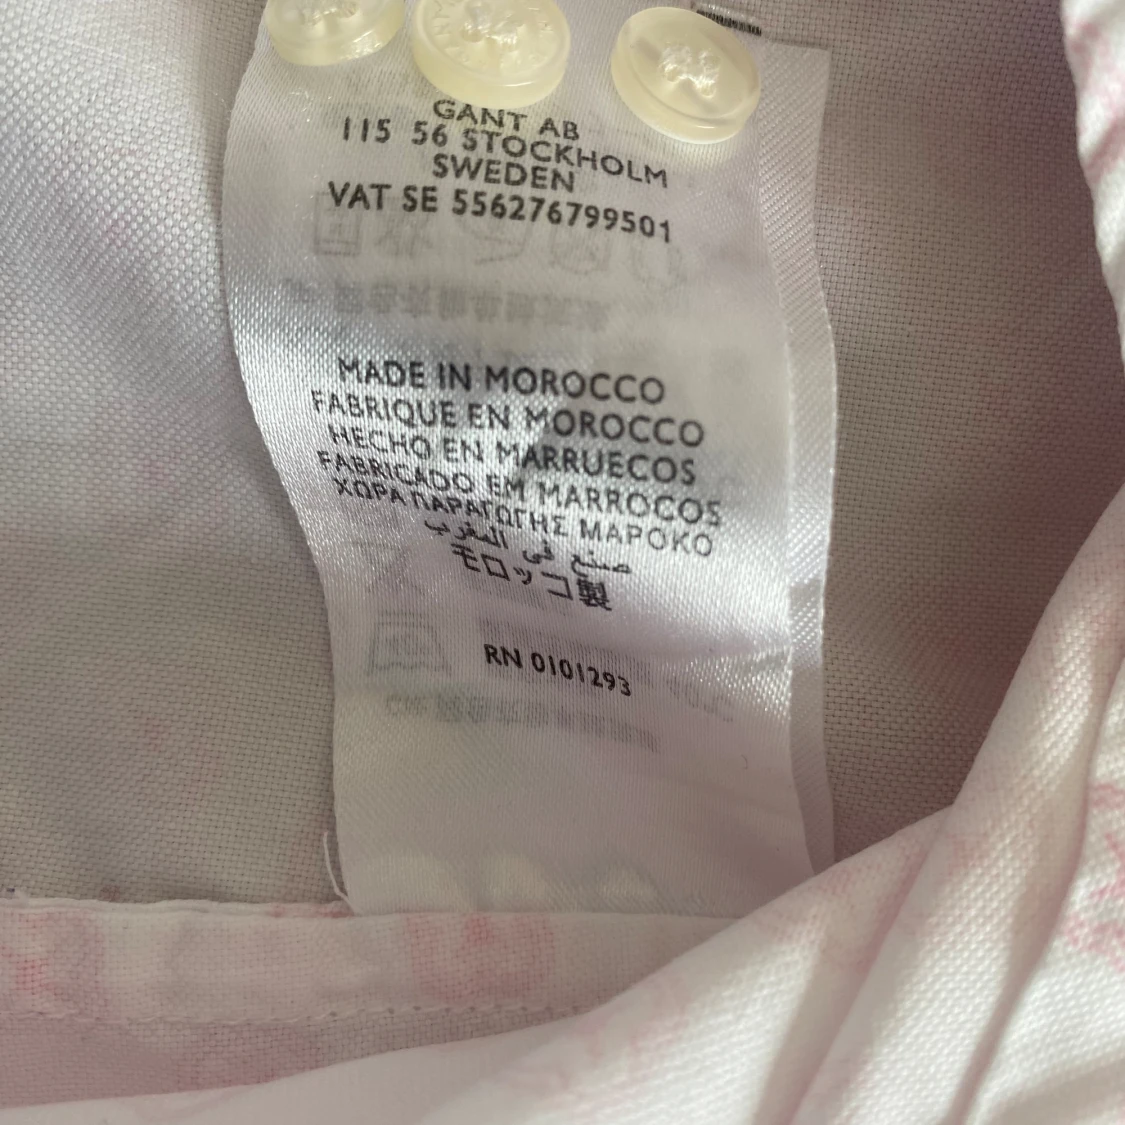 GANT AB
115 56 STOCKHOLM
SWEDEN
VAT SE 556276799501
MADE IN MOROCCO
FABRIQUE EN MOROCCO
HECHO EN MARRUECOS
FABRICADO EM MARROCOS
ΧΩΡΑ ΠΑΡΑΓΩΓΗΣ ΜΑΡΟΚΟ
صنع في المغرب
モロッコ製
RN 0101293